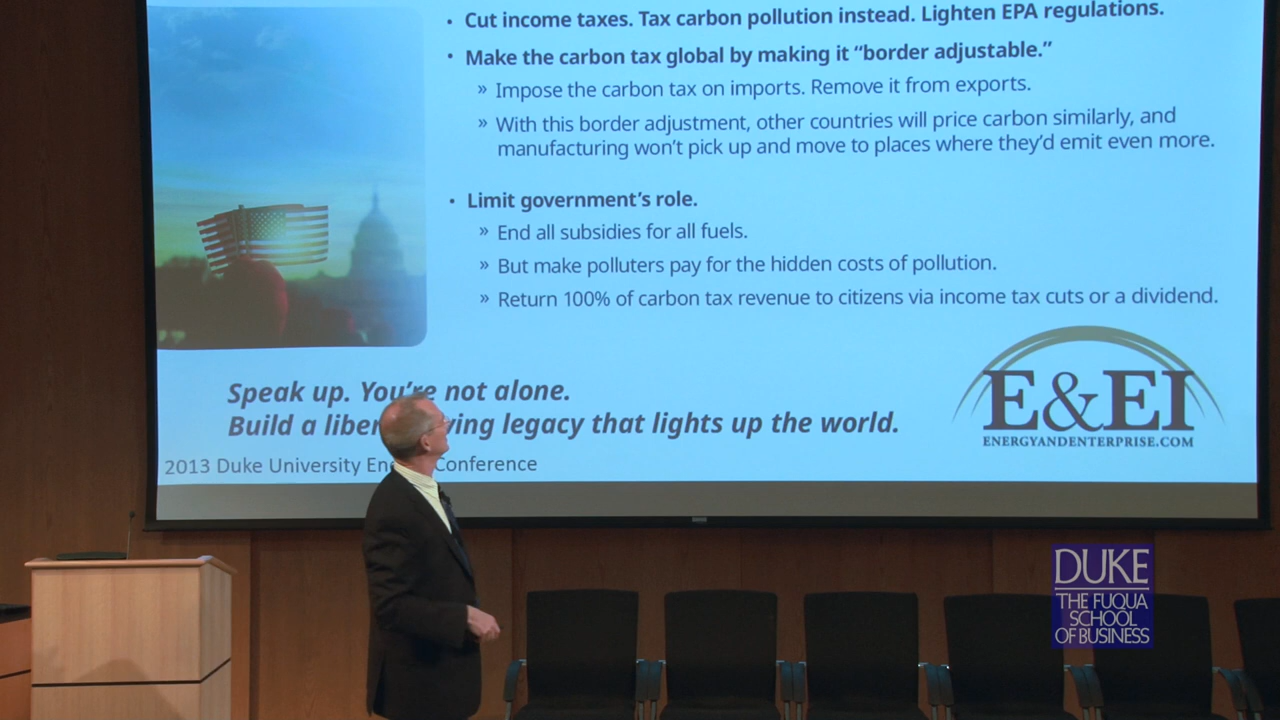 • Cut income taxes. Tax carbon pollution instead. Lighten EPA regulations.
• Make the carbon tax global by making it “border adjustable.”
» Impose the carbon tax on imports. Remove it from exports.
» With this border adjustment, other countries will price carbon similarly, and
manufacturing won’t pick up and move to places where they’d emit even more.
• Limit government’s role.
» End all subsidies for all fuels.
» But make polluters pay for the hidden costs of pollution.
» Return 100% of carbon tax revenue to citizens via income tax cuts or a dividend.
E&EI
ENERGYANDENTERPRISE.COM
Speak up. You’re not alone.
Build a legacy that lights up the world.
2013 Duke University Conference
DUKE
THE FUQUA
SCHOOL
OF BUSINESS